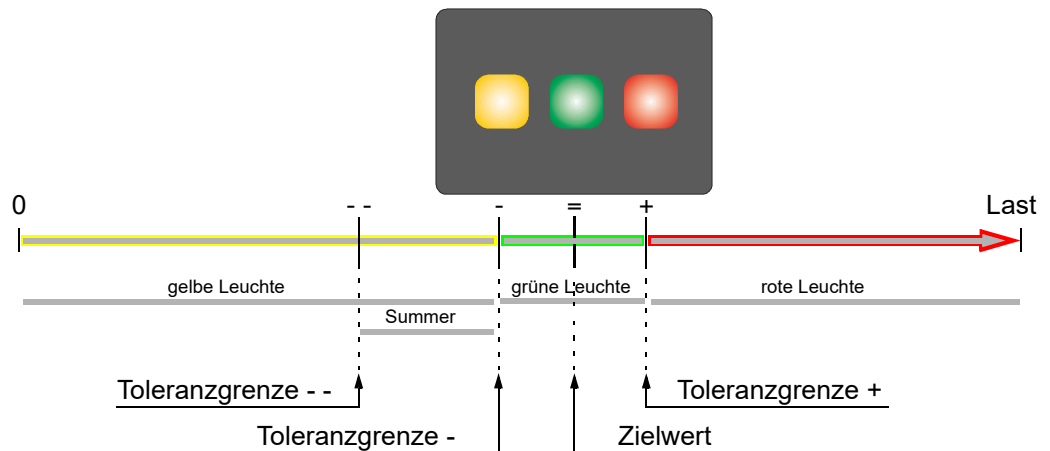 0 - - - = + Last
gelbe Leuchte grüne Leuchte rote Leuchte
Summer
Toleranzgrenze - - Toleranzgrenze +
Toleranzgrenze - Zielwert